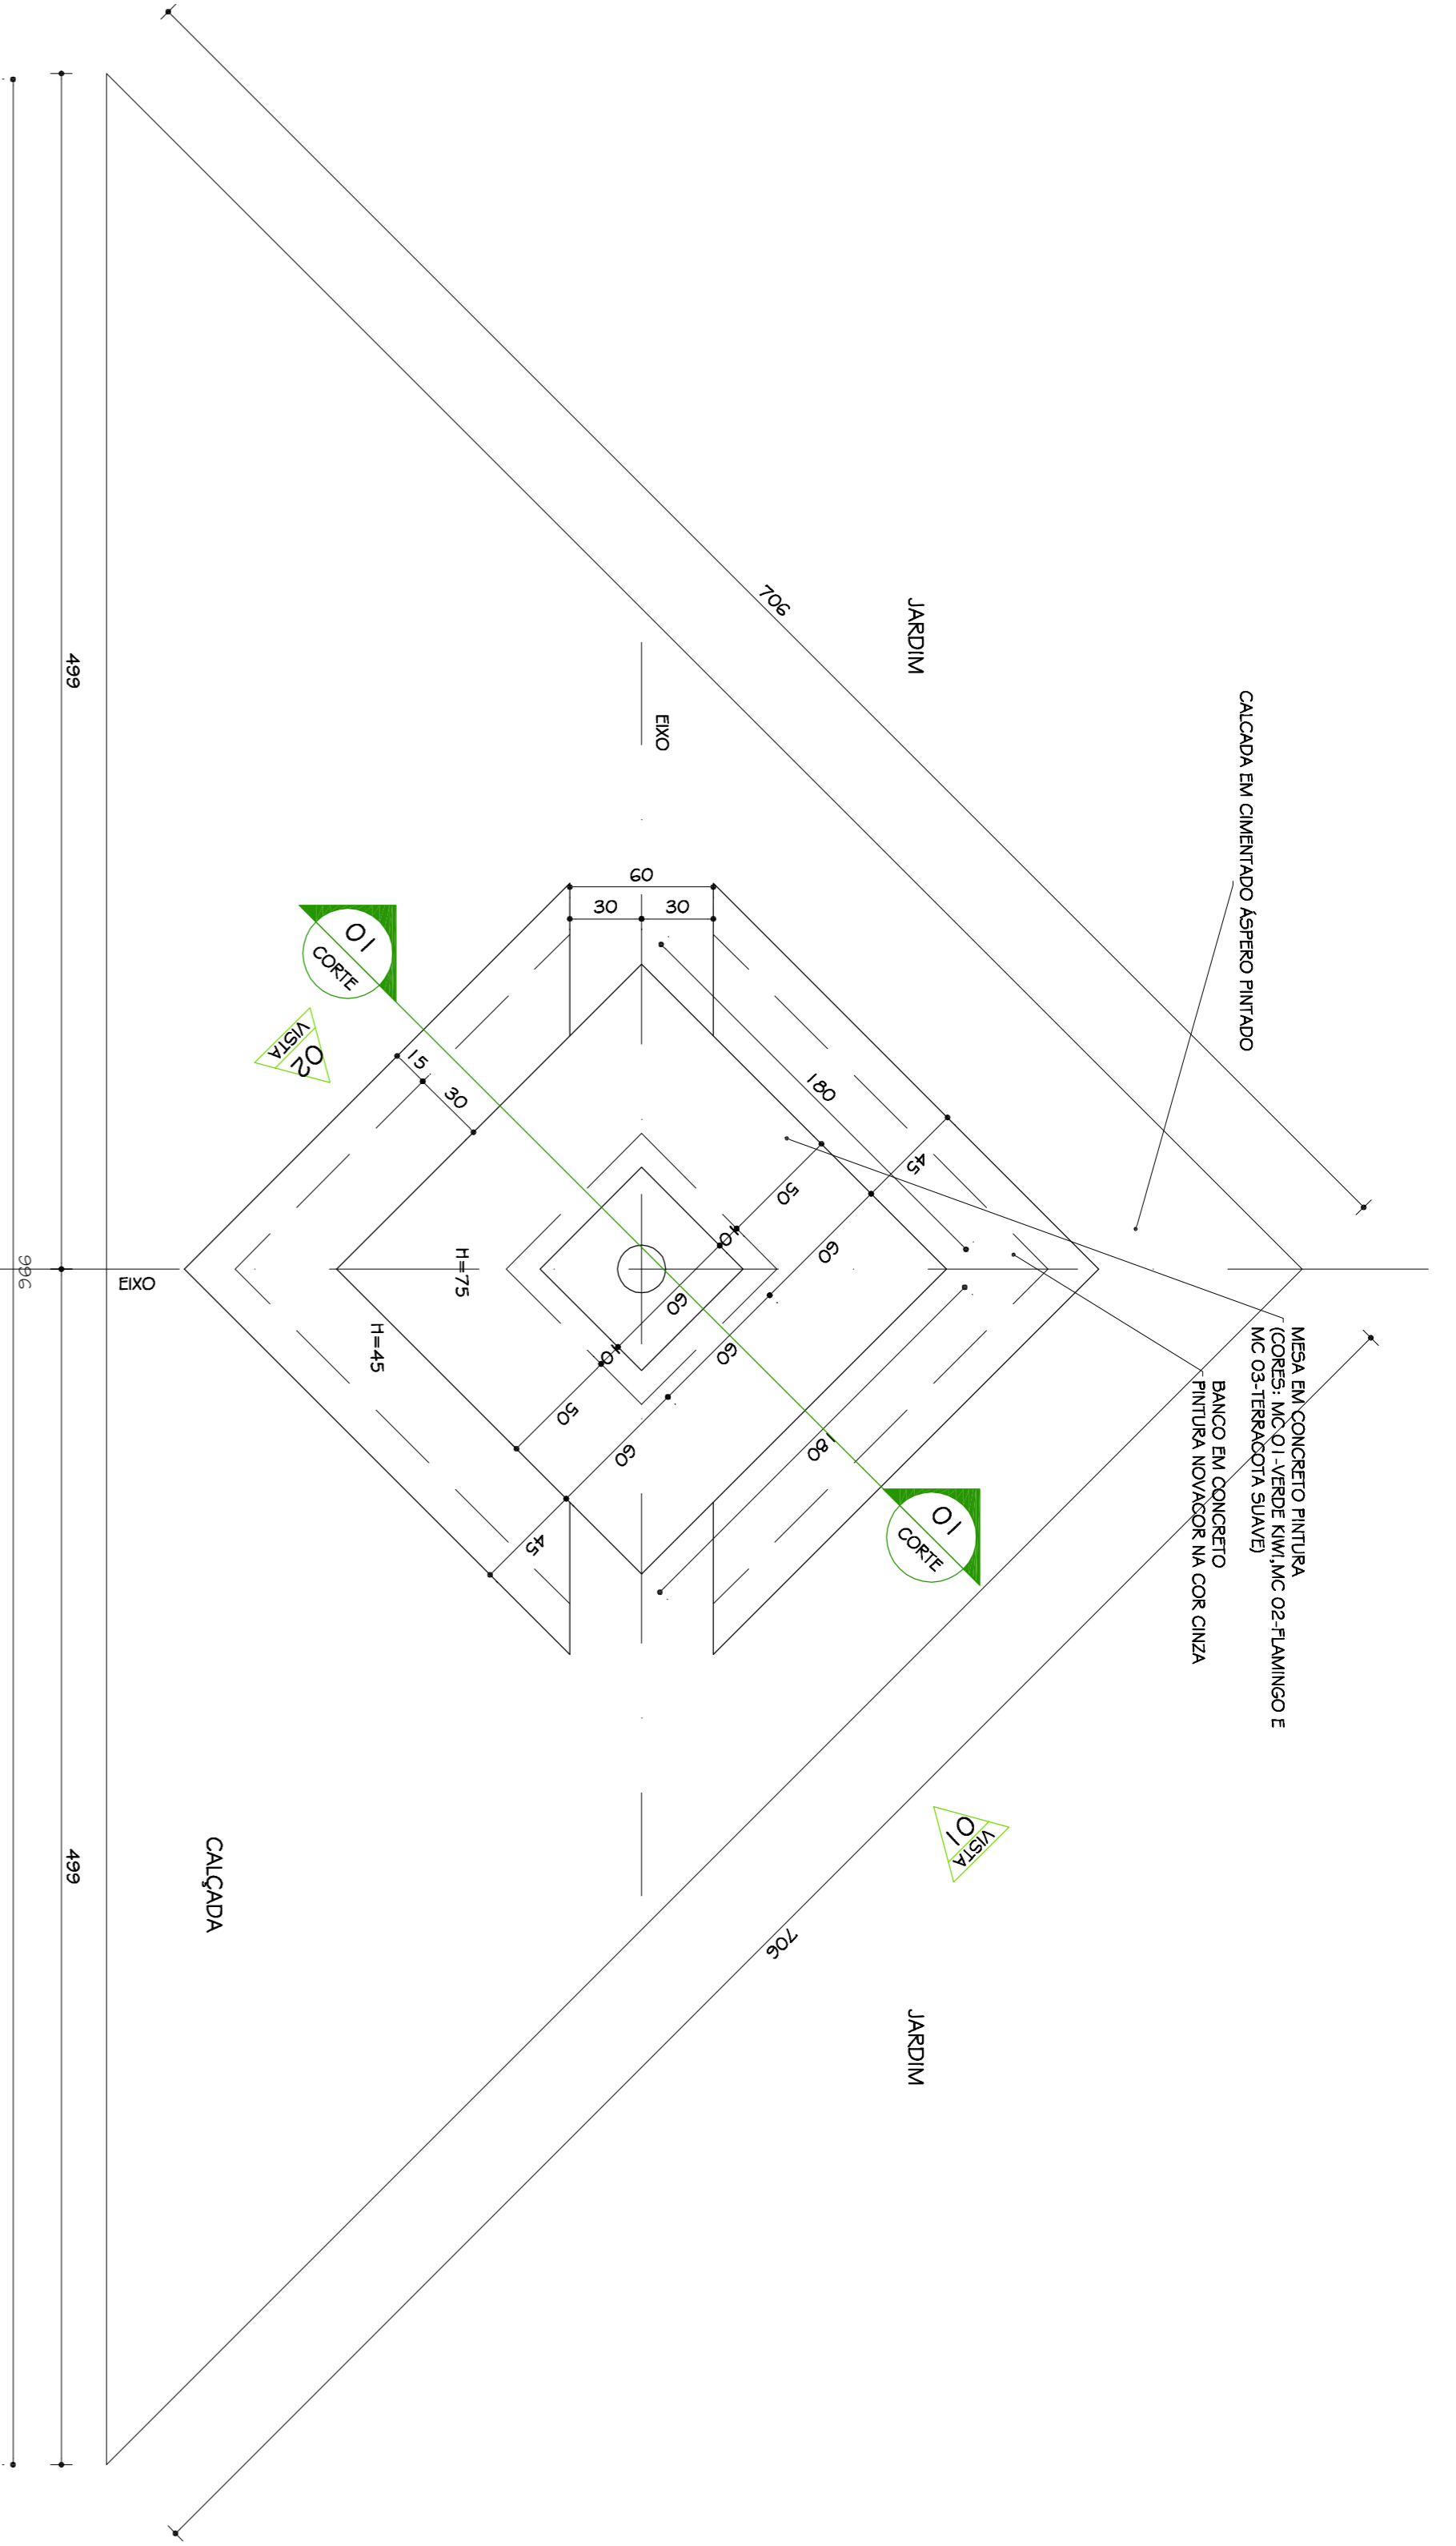 CALCADA EM CIMENTADO ÁSPERO PINTADO
MESA EM CONCRETO PINTURA
(CORES: MC 01-VERDE KIWI,MC 02-FLAMINGO E
MC 03-TERRACOTA SUAVE)
BANCO EM CONCRETO
PINTURA NOVACOR NA COR CINZA
JARDIM
JARDIM
706
706
EIXO
60
30
30
180
45
50
10
60
10
50
60
60
60
45
180
15
30
01
CORTE
01
CORTE
VISTA
01
02
VISTA
H=75
H=45
EIXO
CALÇADA
499
499
996